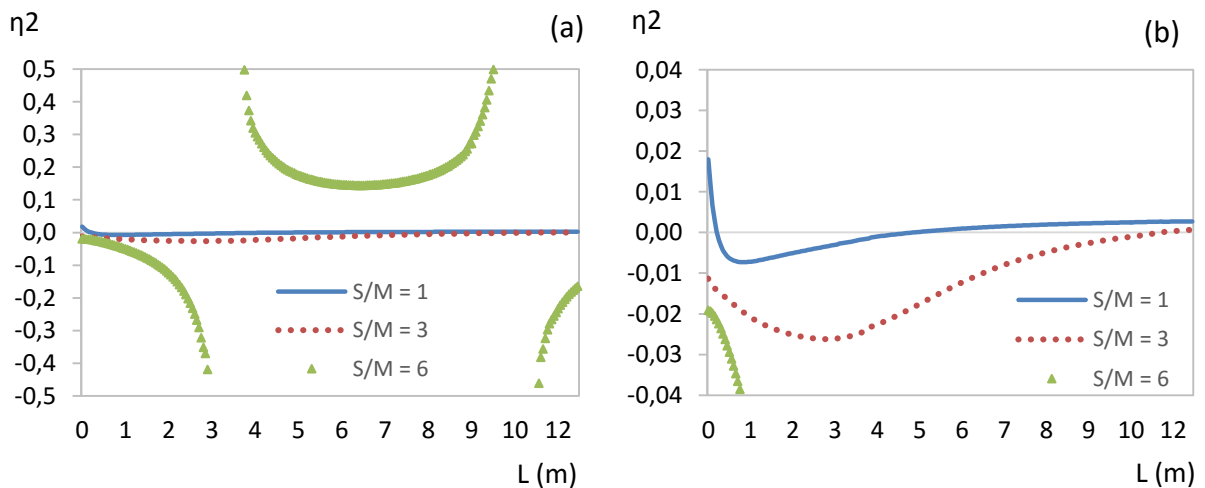 η2
(a)
0,5
0,4
0,3
0,2
0,1
0,0
-0,1
-0,2
-0,3
-0,4
-0,5
S/M = 1
S/M = 3
S/M = 6
0 1 2 3 4 5 6 7 8 9 10 12
L (m)
η2
(b)
0,04
0,03
0,02
0,01
0,00
-0,01
-0,02
-0,03
-0,04
S/M = 1
S/M = 3
S/M = 6
0 1 2 3 4 5 6 7 8 9 10 12
L (m)